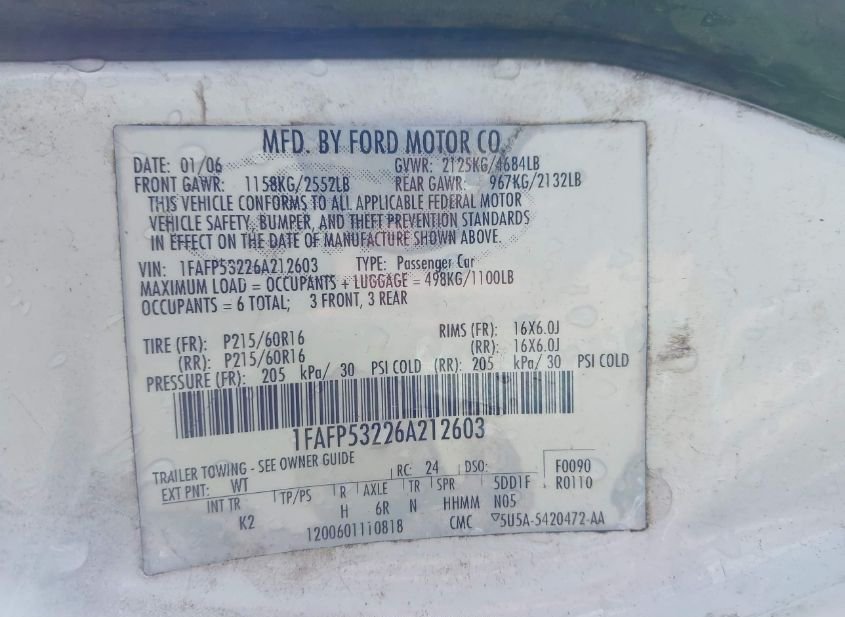 MFD. BY FORD MOTOR CO.
DATE: 01/06 GVWR: 2125KG/4684LB
FRONT GAWR: 1158KG/2552LB REAR GAWR: 967KG/2132LB
THIS VEHICLE CONFORMS TO ALL APPLICABLE FEDERAL MOTOR
VEHICLE SAFETY, BUMPER, AND THEFT PREVENTION STANDARDS
IN EFFECT ON THE DATE OF MANUFACTURE SHOWN ABOVE.
VIN: 1FAFP53226A212603 TYPE: Passenger Car
MAXIMUM LOAD = OCCUPANTS + LUGGAGE = 498KG/1100LB
OCCUPANTS = 6 TOTAL; 3 FRONT, 3 REAR
TIRE (FR): P215/60R16 RIMS (FR): 16X6.0J
(RR): P215/60R16 (RR): 16X6.0J
PRESSURE (FR): 205 kPa/ 30 PSI COLD (RR): 205 kPa/ 30 PSI COLD
1FAFP53226A212603
TRAILER TOWING - SEE OWNER GUIDE RC: 24 DSO: F0090
EXT PNT: WT 5DD1F R0110
INT TR TP/PS R AXLE TR SPR N05
K2 H 6R N HHMM
1200601110818 CMC 5U5A-5420472-AA